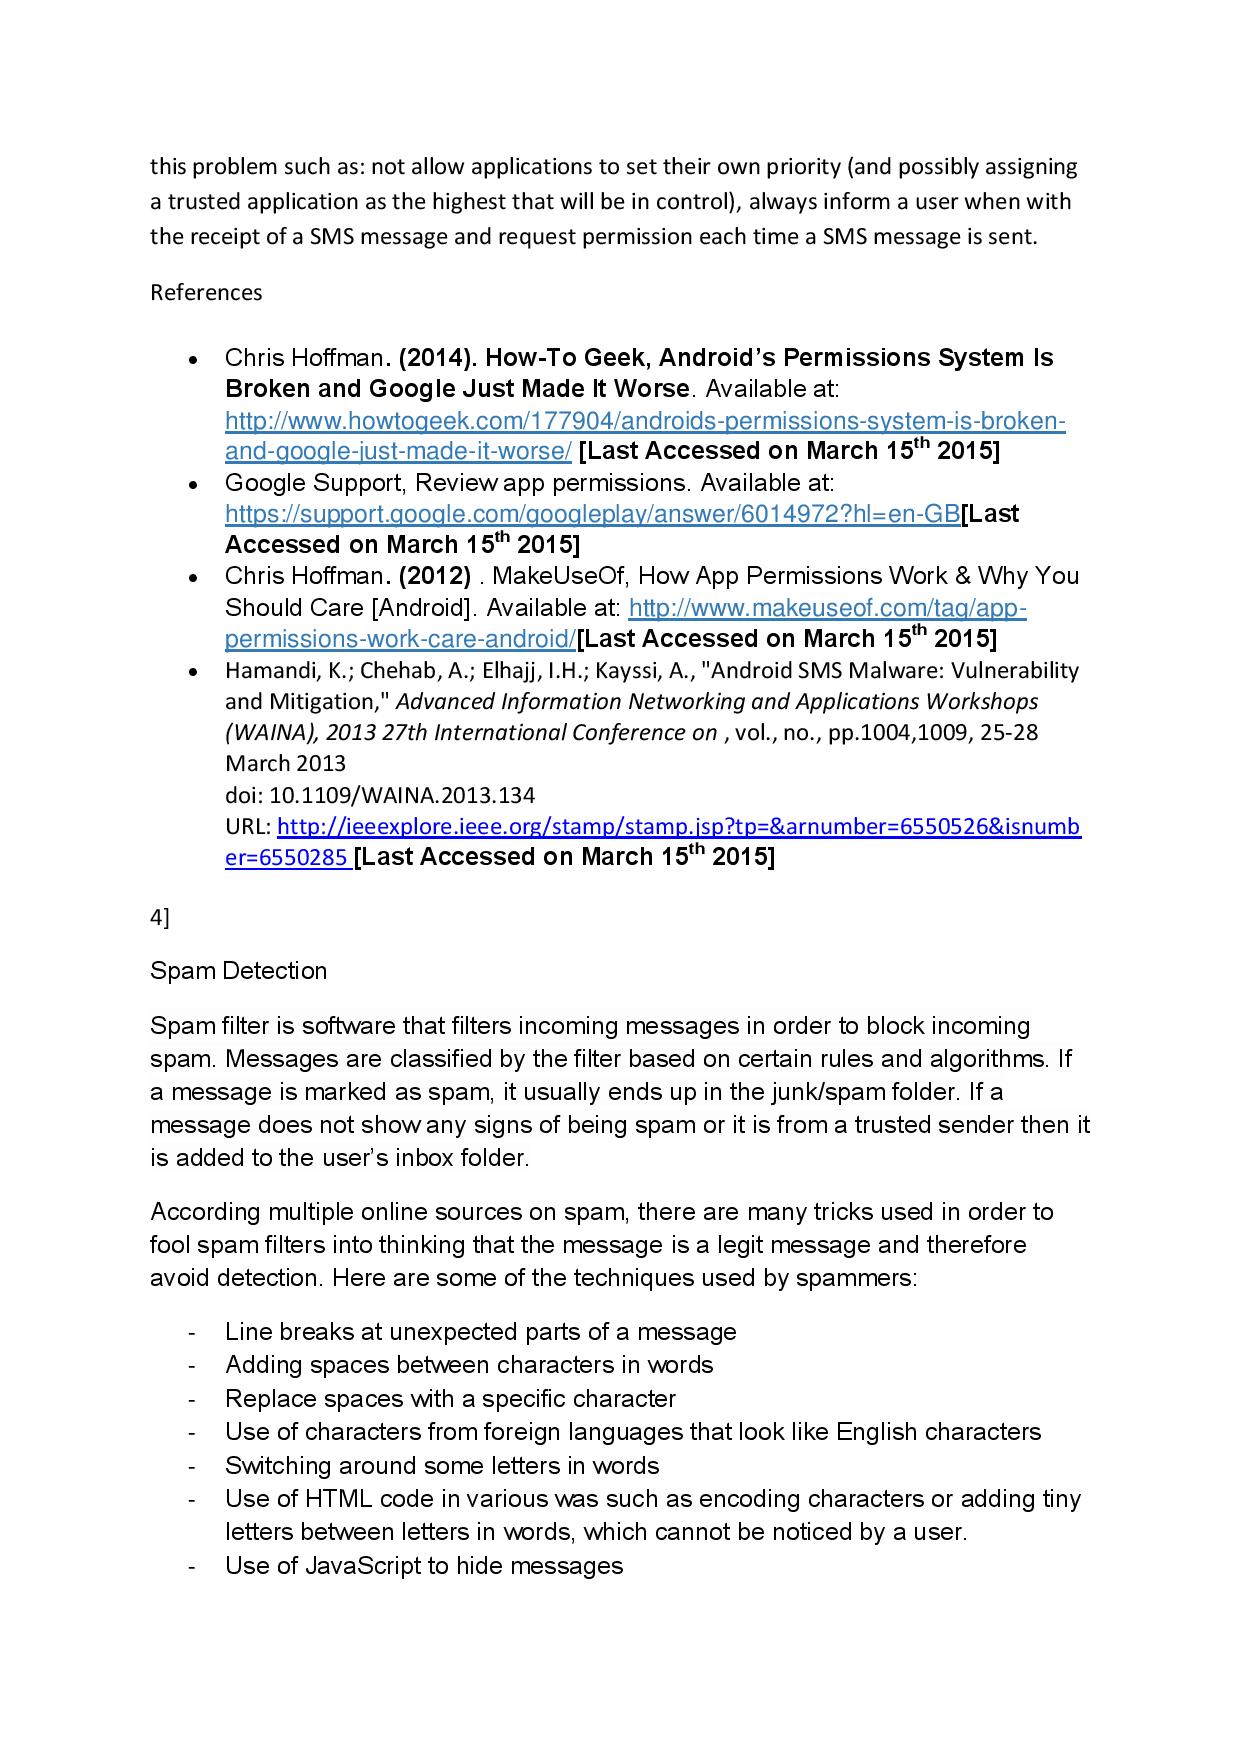 this problem such as: not allow applications to set their own priority (and possibly assigning
a trusted application as the highest that will be in control), always inform a user when with
the receipt of a SMS message and request permission each time a SMS message is sent.
References
• Chris Hoffman. (2014). How-To Geek, Android’s Permissions System Is
Broken and Google Just Made It Worse. Available at:
http://www.howtogeek.com/177904/androids-permissions-system-is-broken-
and-google-just-made-it-worse/ [Last Accessed on March 15th 2015]
• Google Support, Review app permissions. Available at:
https://support.google.com/googleplay/answer/6014972?hl=en-GB[Last
Accessed on March 15th 2015]
• Chris Hoffman. (2012) . MakeUseOf, How App Permissions Work & Why You
Should Care [Android]. Available at: http://www.makeuseof.com/tag/app-
permissions-work-care-android/[Last Accessed on March 15th 2015]
• Hamandi, K.; Chehab, A.; Elhajj, I.H.; Kayssi, A., "Android SMS Malware: Vulnerability
and Mitigation," Advanced Information Networking and Applications Workshops
(WAINA), 2013 27th International Conference on , vol., no., pp.1004,1009, 25-28
March 2013
doi: 10.1109/WAINA.2013.134
URL: http://ieeexplore.ieee.org/stamp/stamp.jsp?tp=&arnumber=6550526&isnumb
er=6550285 [Last Accessed on March 15th 2015]
4]
Spam Detection
Spam filter is software that filters incoming messages in order to block incoming
spam. Messages are classified by the filter based on certain rules and algorithms. If
a message is marked as spam, it usually ends up in the junk/spam folder. If a
message does not show any signs of being spam or it is from a trusted sender then it
is added to the user’s inbox folder.
According multiple online sources on spam, there are many tricks used in order to
fool spam filters into thinking that the message is a legit message and therefore
avoid detection. Here are some of the techniques used by spammers:
- Line breaks at unexpected parts of a message
- Adding spaces between characters in words
- Replace spaces with a specific character
- Use of characters from foreign languages that look like English characters
- Switching around some letters in words
- Use of HTML code in various was such as encoding characters or adding tiny
letters between letters in words, which cannot be noticed by a user.
- Use of JavaScript to hide messages